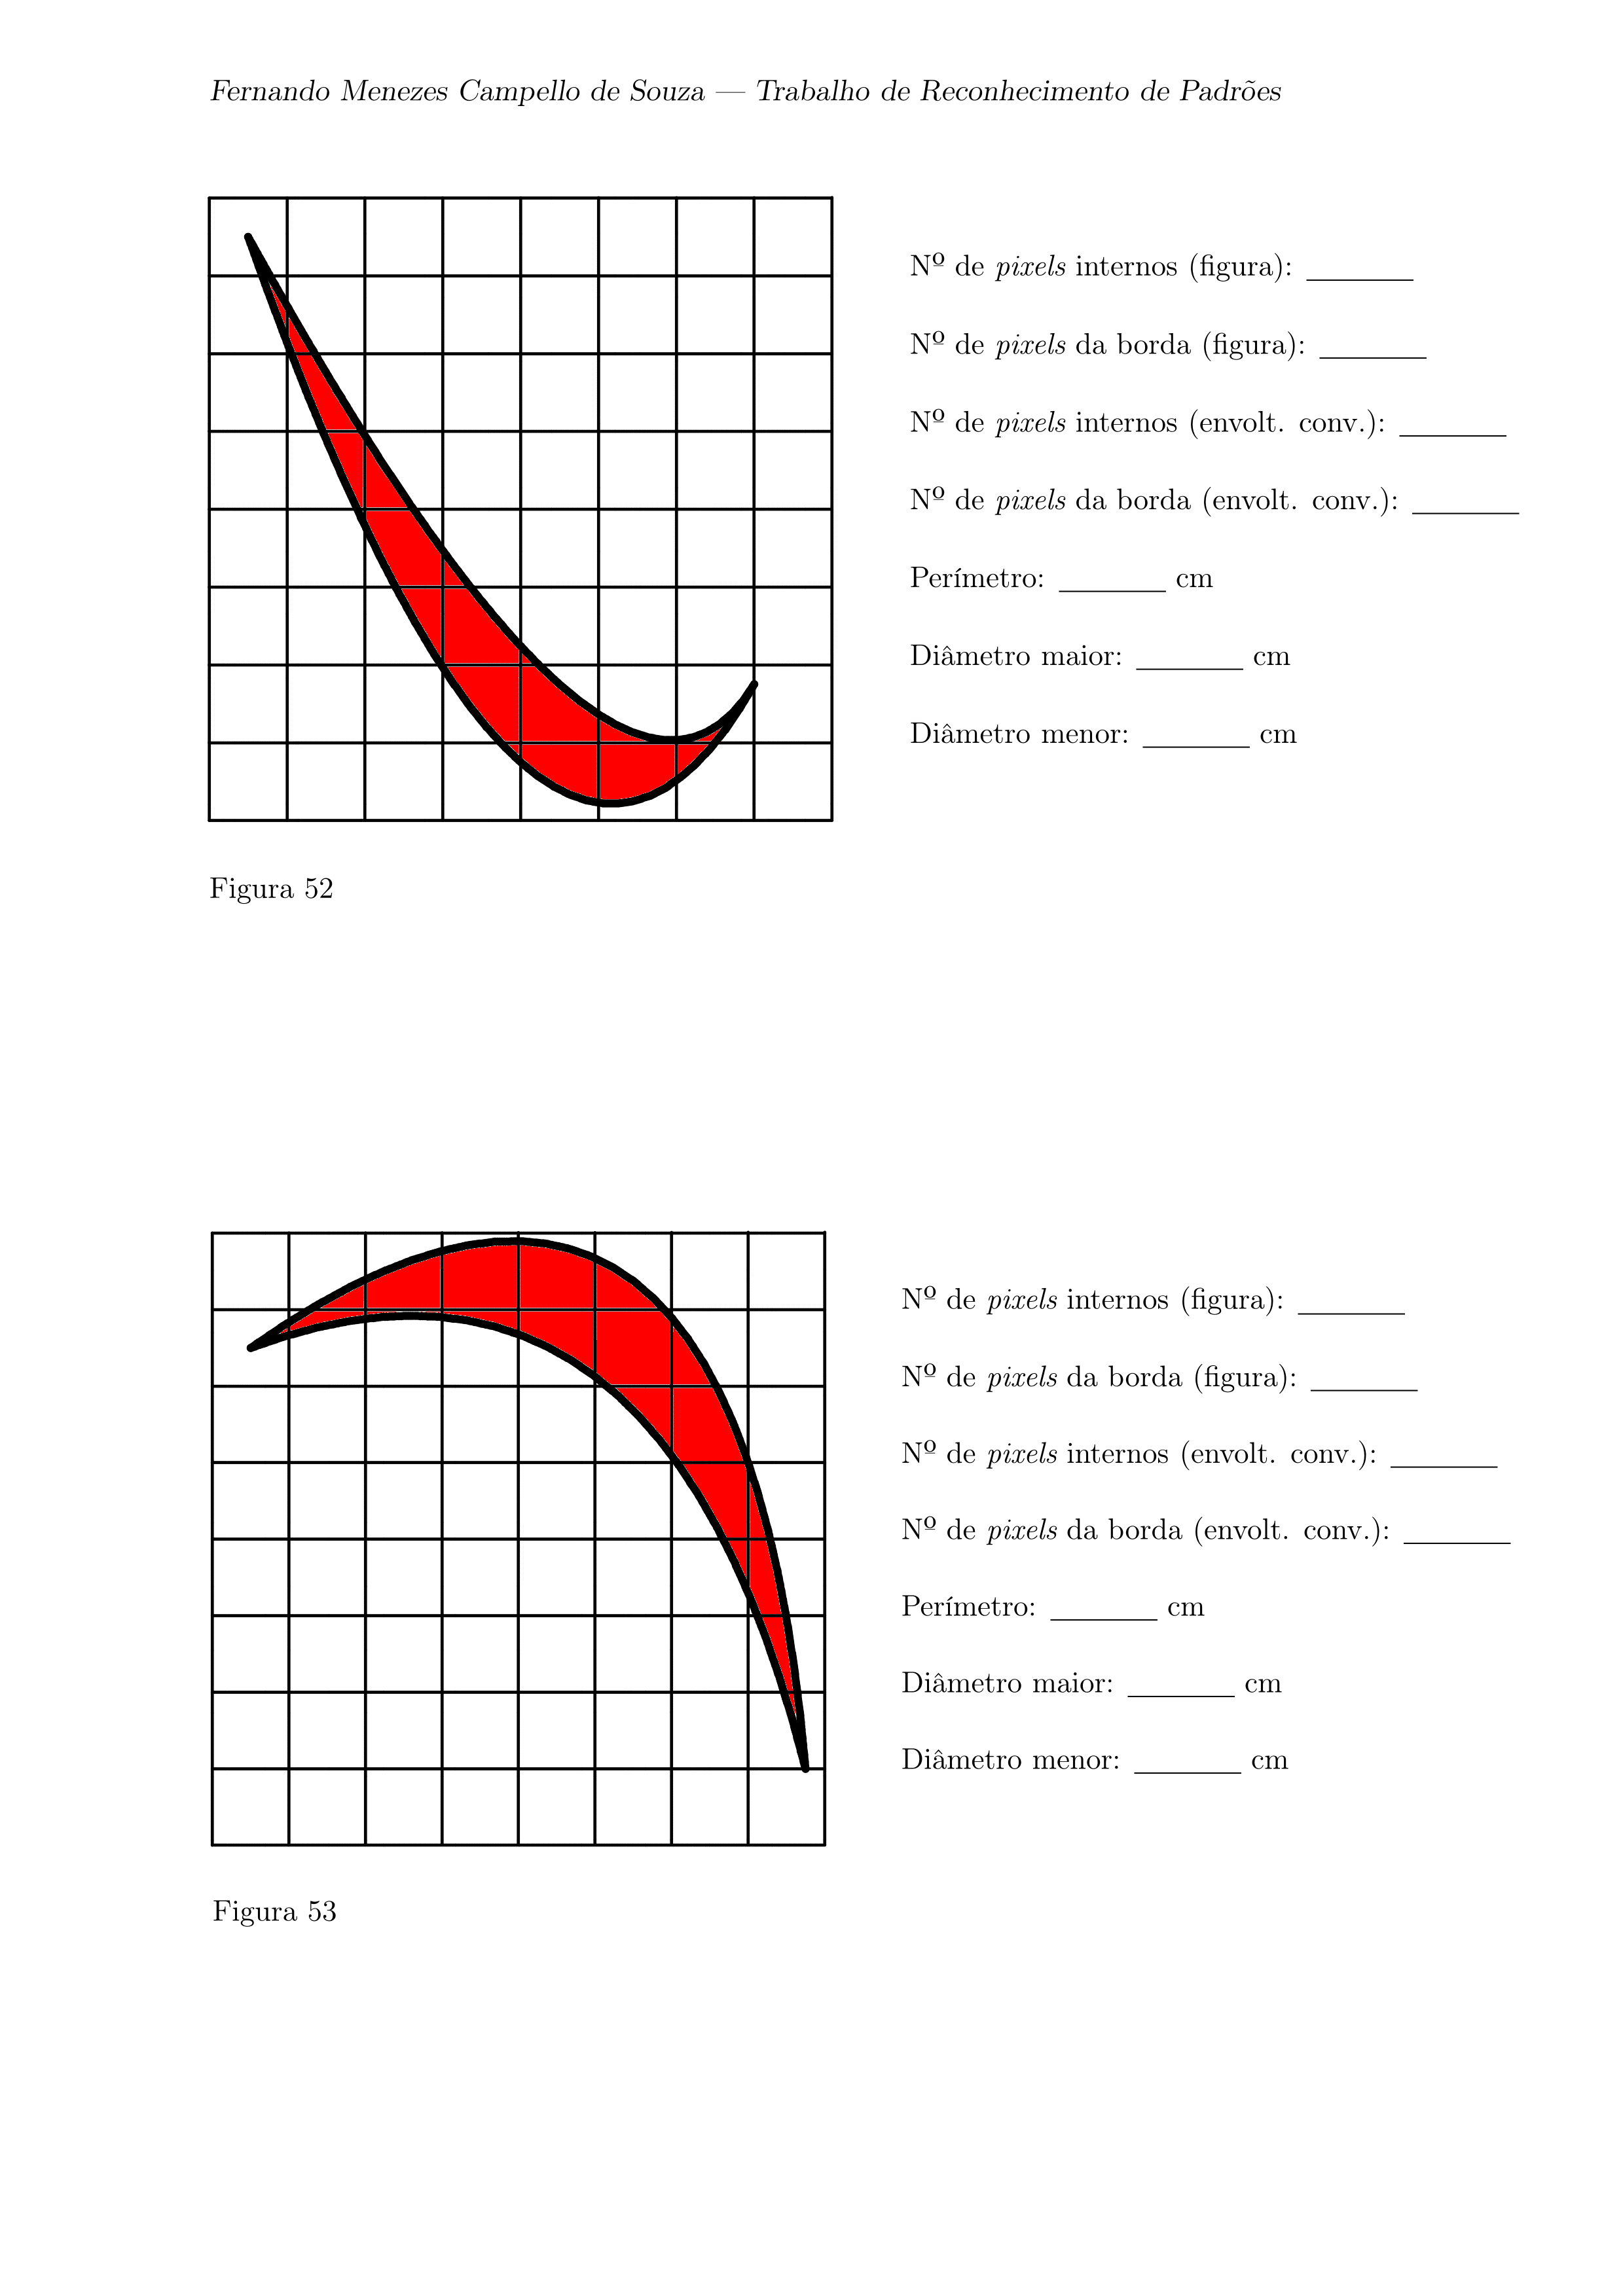 Fernando Menezes Campello de Souza — Trabalho de Reconhecimento de Padrões
Nº de pixels internos (figura): _______
Nº de pixels da borda (figura): _______
Nº de pixels internos (envolt. conv.): _______
Nº de pixels da borda (envolt. conv.): _______
Perímetro: _______ cm
Diâmetro maior: _______ cm
Diâmetro menor: _______ cm
Figura 52
Nº de pixels internos (figura): _______
Nº de pixels da borda (figura): _______
Nº de pixels internos (envolt. conv.): _______
Nº de pixels da borda (envolt. conv.): _______
Perímetro: _______ cm
Diâmetro maior: _______ cm
Diâmetro menor: _______ cm
Figura 53